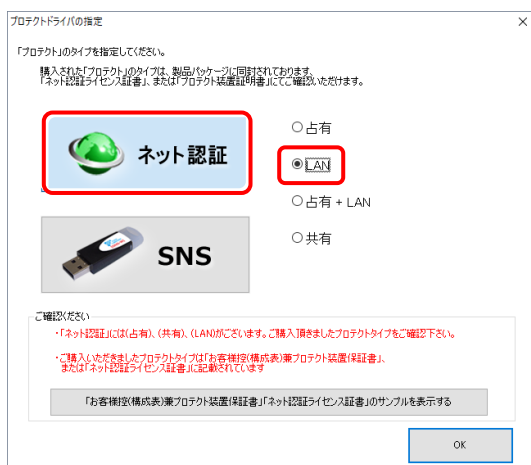 プロテクトドライバの指定
「プロテクト」のタイプを指定してください。
購入された「プロテクト」のタイプは、製品パッケージに同封されております、
「ネット認証ライセンス証書」、または「プロテクト装置証明書」にてご確認いただけます。
ネット認証
占有
LAN
占有 + LAN
共有
SNS
ご確認ください
・「ネット認証」には(占有)、(共有)、(LAN)がございます。ご購入頂きましたプロテクトタイプをご確認下さい。
・ご購入いただきましたプロテクトタイプは「お客様控(構成表)兼プロテクト装置保証書」、
または「ネット認証ライセンス証書」に記載されています
「お客様控(構成表)兼プロテクト装置保証書」「ネット認証ライセンス証書」のサンプルを表示する
OK